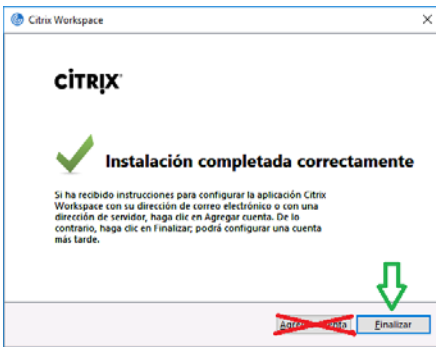 Citrix Workspace
CİTRIX
Instalación completada correctamente
Si ha recibido instrucciones para configurar la aplicación Citrix
Workspace con su dirección de correo electrónico o con una
dirección de servidor, haga clic en Agregar cuenta. De lo
contrario, haga clic en Finalizar; podrá configurar una cuenta
más tarde.
Finalizar